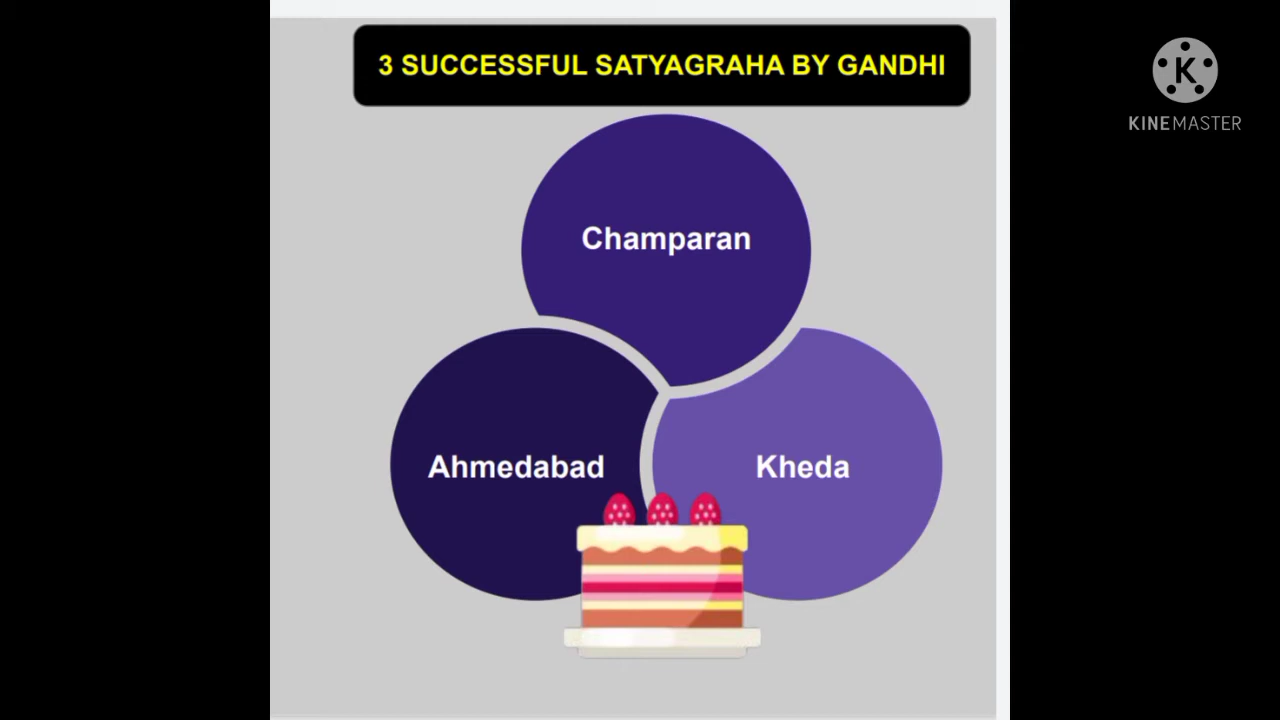 3 SUCCESSFUL SATYAGRAHA BY GANDHI
K
KINEMASTER
Champaran
Ahmedabad
Kheda